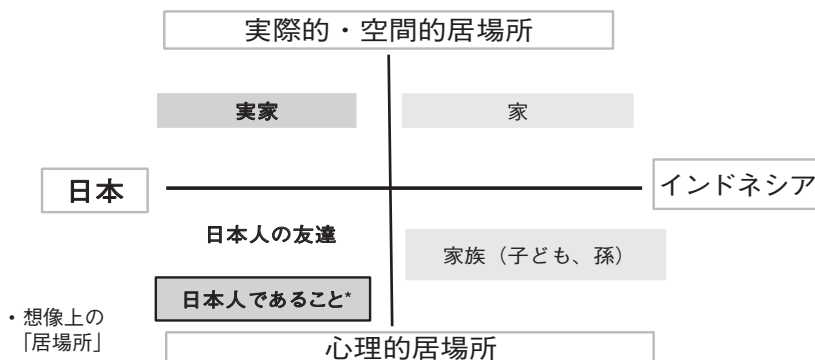 実際的・空間的居場所
実家
家
日本
インドネシア
日本人の友達
家族（子ども、孫）
日本人であること*
・想像上の
「居場所」
心理的居場所